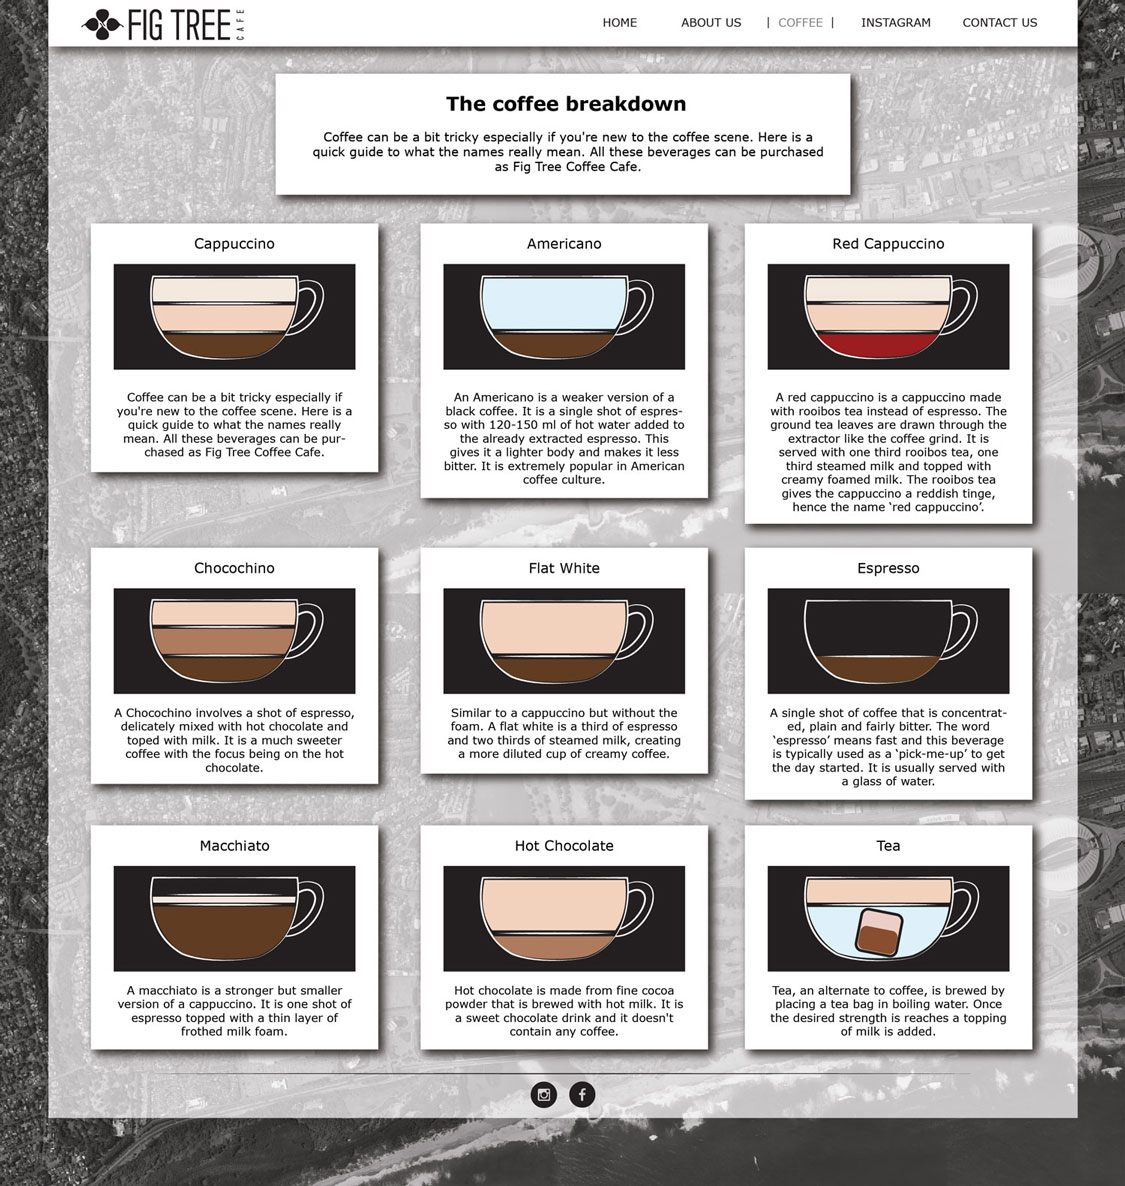 FIG TREE CAFE
HOME ABOUT US | COFFEE | INSTAGRAM CONTACT US
The coffee breakdown
Coffee can be a bit tricky especially if you're new to the coffee scene. Here is a
quick guide to what the names really mean. All these beverages can be purchased
as Fig Tree Coffee Cafe.
Cappuccino
Coffee can be a bit tricky especially if
you're new to the coffee scene. Here is a
quick guide to what the names really
mean. All these beverages can be pur-
chased as Fig Tree Coffee Cafe.
Americano
An Americano is a weaker version of a
black coffee. It is a single shot of espres-
so with 120-150 ml of hot water added to
the already extracted espresso. This
gives it a lighter body and makes it less
bitter. It is extremely popular in American
coffee culture.
Red Cappuccino
A red cappuccino is a cappuccino made
with rooibos tea instead of espresso. The
ground tea leaves are drawn through the
extractor like the coffee grind. It is
served with one third rooibos tea, one
third steamed milk and topped with
creamy foamed milk. The rooibos tea
gives the cappuccino a reddish tinge,
hence the name ‘red cappuccino’.
Chocochino
A Chocochino involves a shot of espresso,
delicately mixed with hot chocolate and
toped with milk. It is a much sweeter
coffee with the focus being on the hot
chocolate.
Flat White
Similar to a cappuccino but without the
foam. A flat white is a third of espresso
and two thirds of steamed milk, creating
a more diluted cup of creamy coffee.
Espresso
A single shot of coffee that is concentrat-
ed, plain and fairly bitter. The word
‘espresso’ means fast and this beverage
is typically used as a ‘pick-me-up’ to get
the day started. It is usually served with
a glass of water.
Macchiato
A macchiato is a stronger but smaller
version of a cappuccino. It is one shot of
espresso topped with a thin layer of
frothed milk foam.
Hot Chocolate
Hot chocolate is made from fine cocoa
powder that is brewed with hot milk. It is
a sweet chocolate drink and it doesn't
contain any coffee.
Tea
Tea, an alternate to coffee, is brewed by
placing a tea bag in boiling water. Once
the desired strength is reaches a topping
of milk is added.